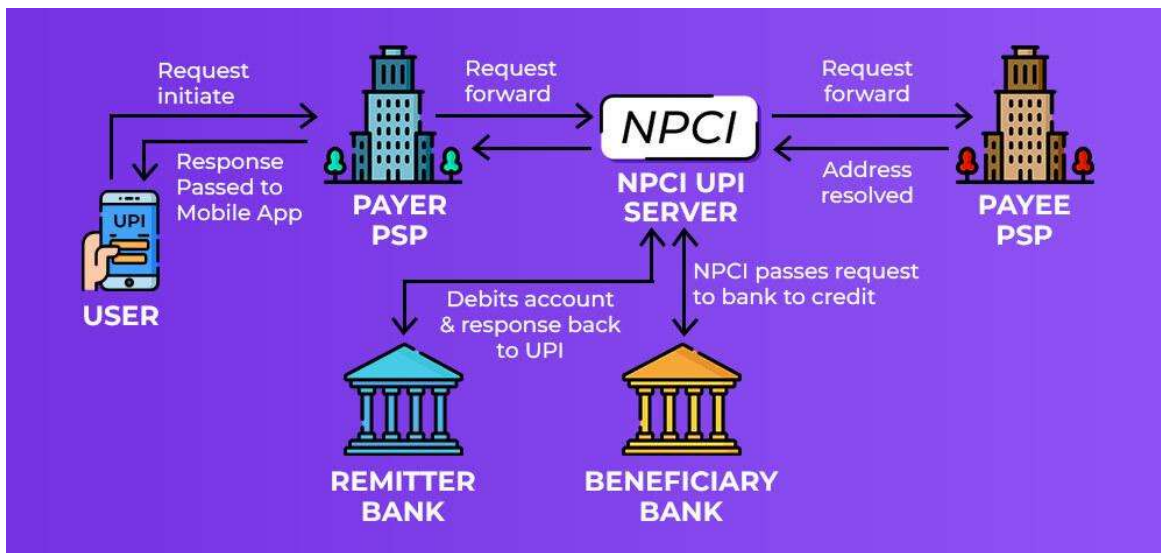 Request
initiate
Request
forward
Request
forward
Response
Passed to
Mobile App
NPCI
Address
resolved
UPI
USER
PAYER
PSP
NPCI UPI
SERVER
PAYEE
PSP
Debits account
& response back
to UPI
NPCI passes request
to bank to credit
REMITTER
BANK
BENEFICIARY
BANK